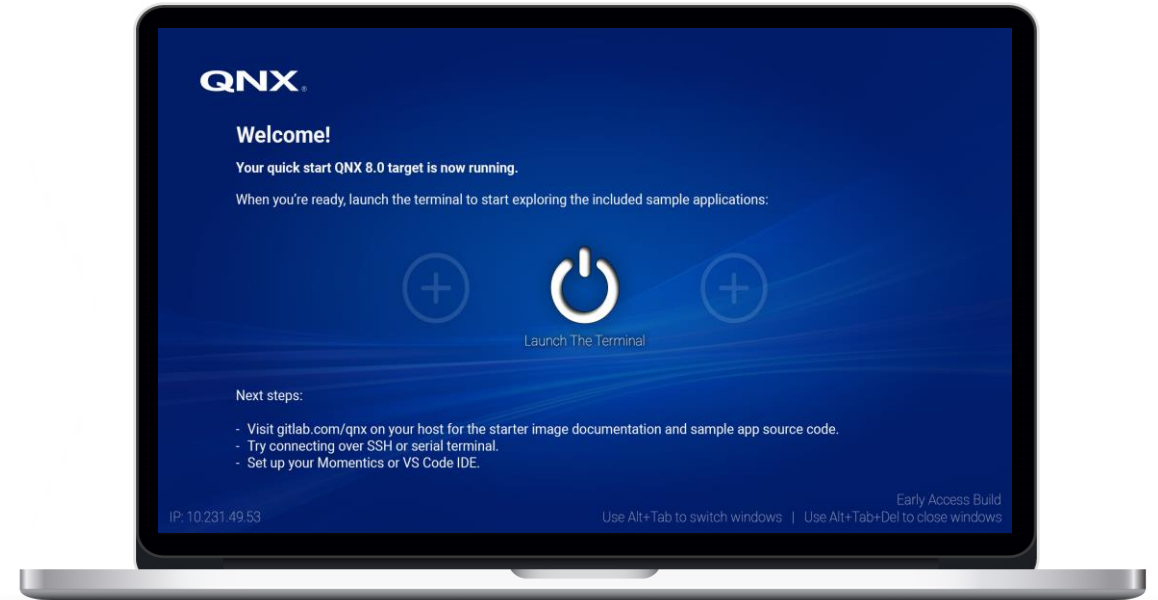 QNX®
Welcome!
Your quick start QNX 8.0 target is now running.
When you're ready, launch the terminal to start exploring the included sample applications:
Launch The Terminal
Next steps:
- Visit gitlab.com/qnx on your host for the starter image documentation and sample app source code.
- Try connecting over SSH or serial terminal.
- Set up your Momentics or VS Code IDE.
Early Access Build
IP: 10.231.49.53
Use Alt+Tab to switch windows | Use Alt+Tab+Del to close windows